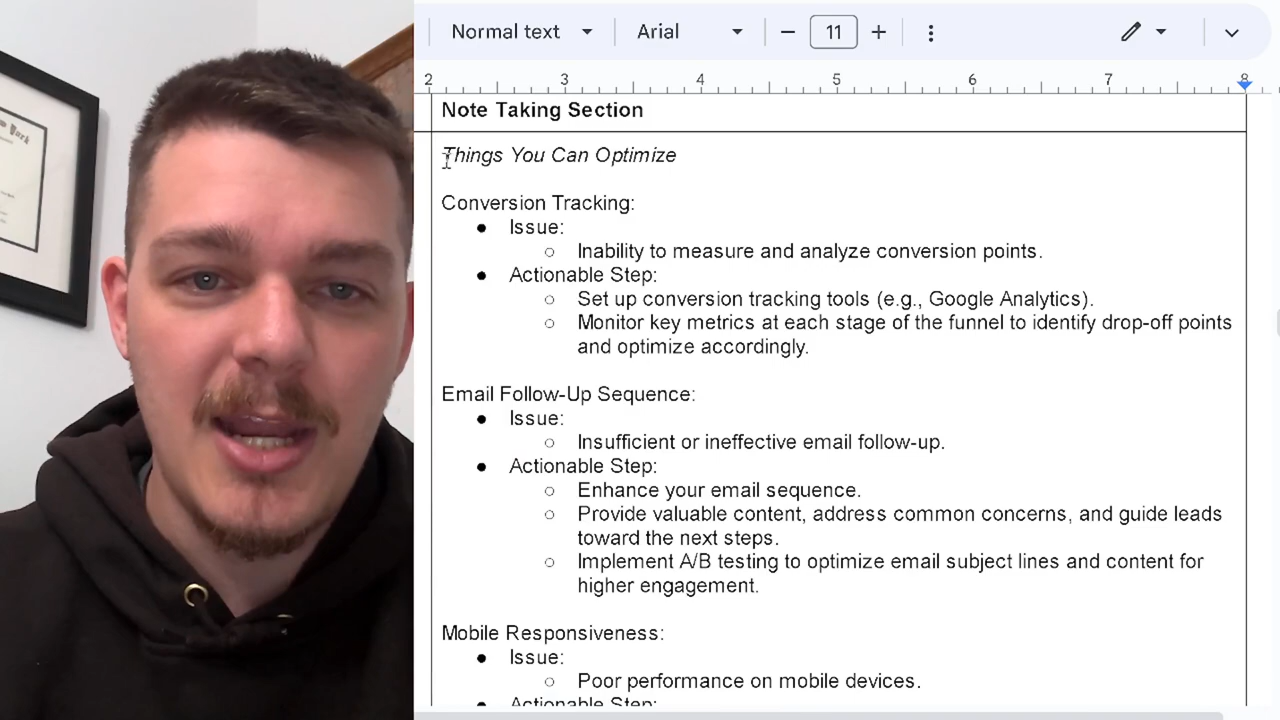 Normal text
Arial
11
2 3 4 5 6 7 8
Note Taking Section
Things You Can Optimize
Conversion Tracking:
● Issue:
○ Inability to measure and analyze conversion points.
● Actionable Step:
○ Set up conversion tracking tools (e.g., Google Analytics).
○ Monitor key metrics at each stage of the funnel to identify drop-off points
and optimize accordingly.
Email Follow-Up Sequence:
● Issue:
○ Insufficient or ineffective email follow-up.
● Actionable Step:
○ Enhance your email sequence.
○ Provide valuable content, address common concerns, and guide leads
toward the next steps.
○ Implement A/B testing to optimize email subject lines and content for
higher engagement.
Mobile Responsiveness:
● Issue:
○ Poor performance on mobile devices.
● Actionable Step: